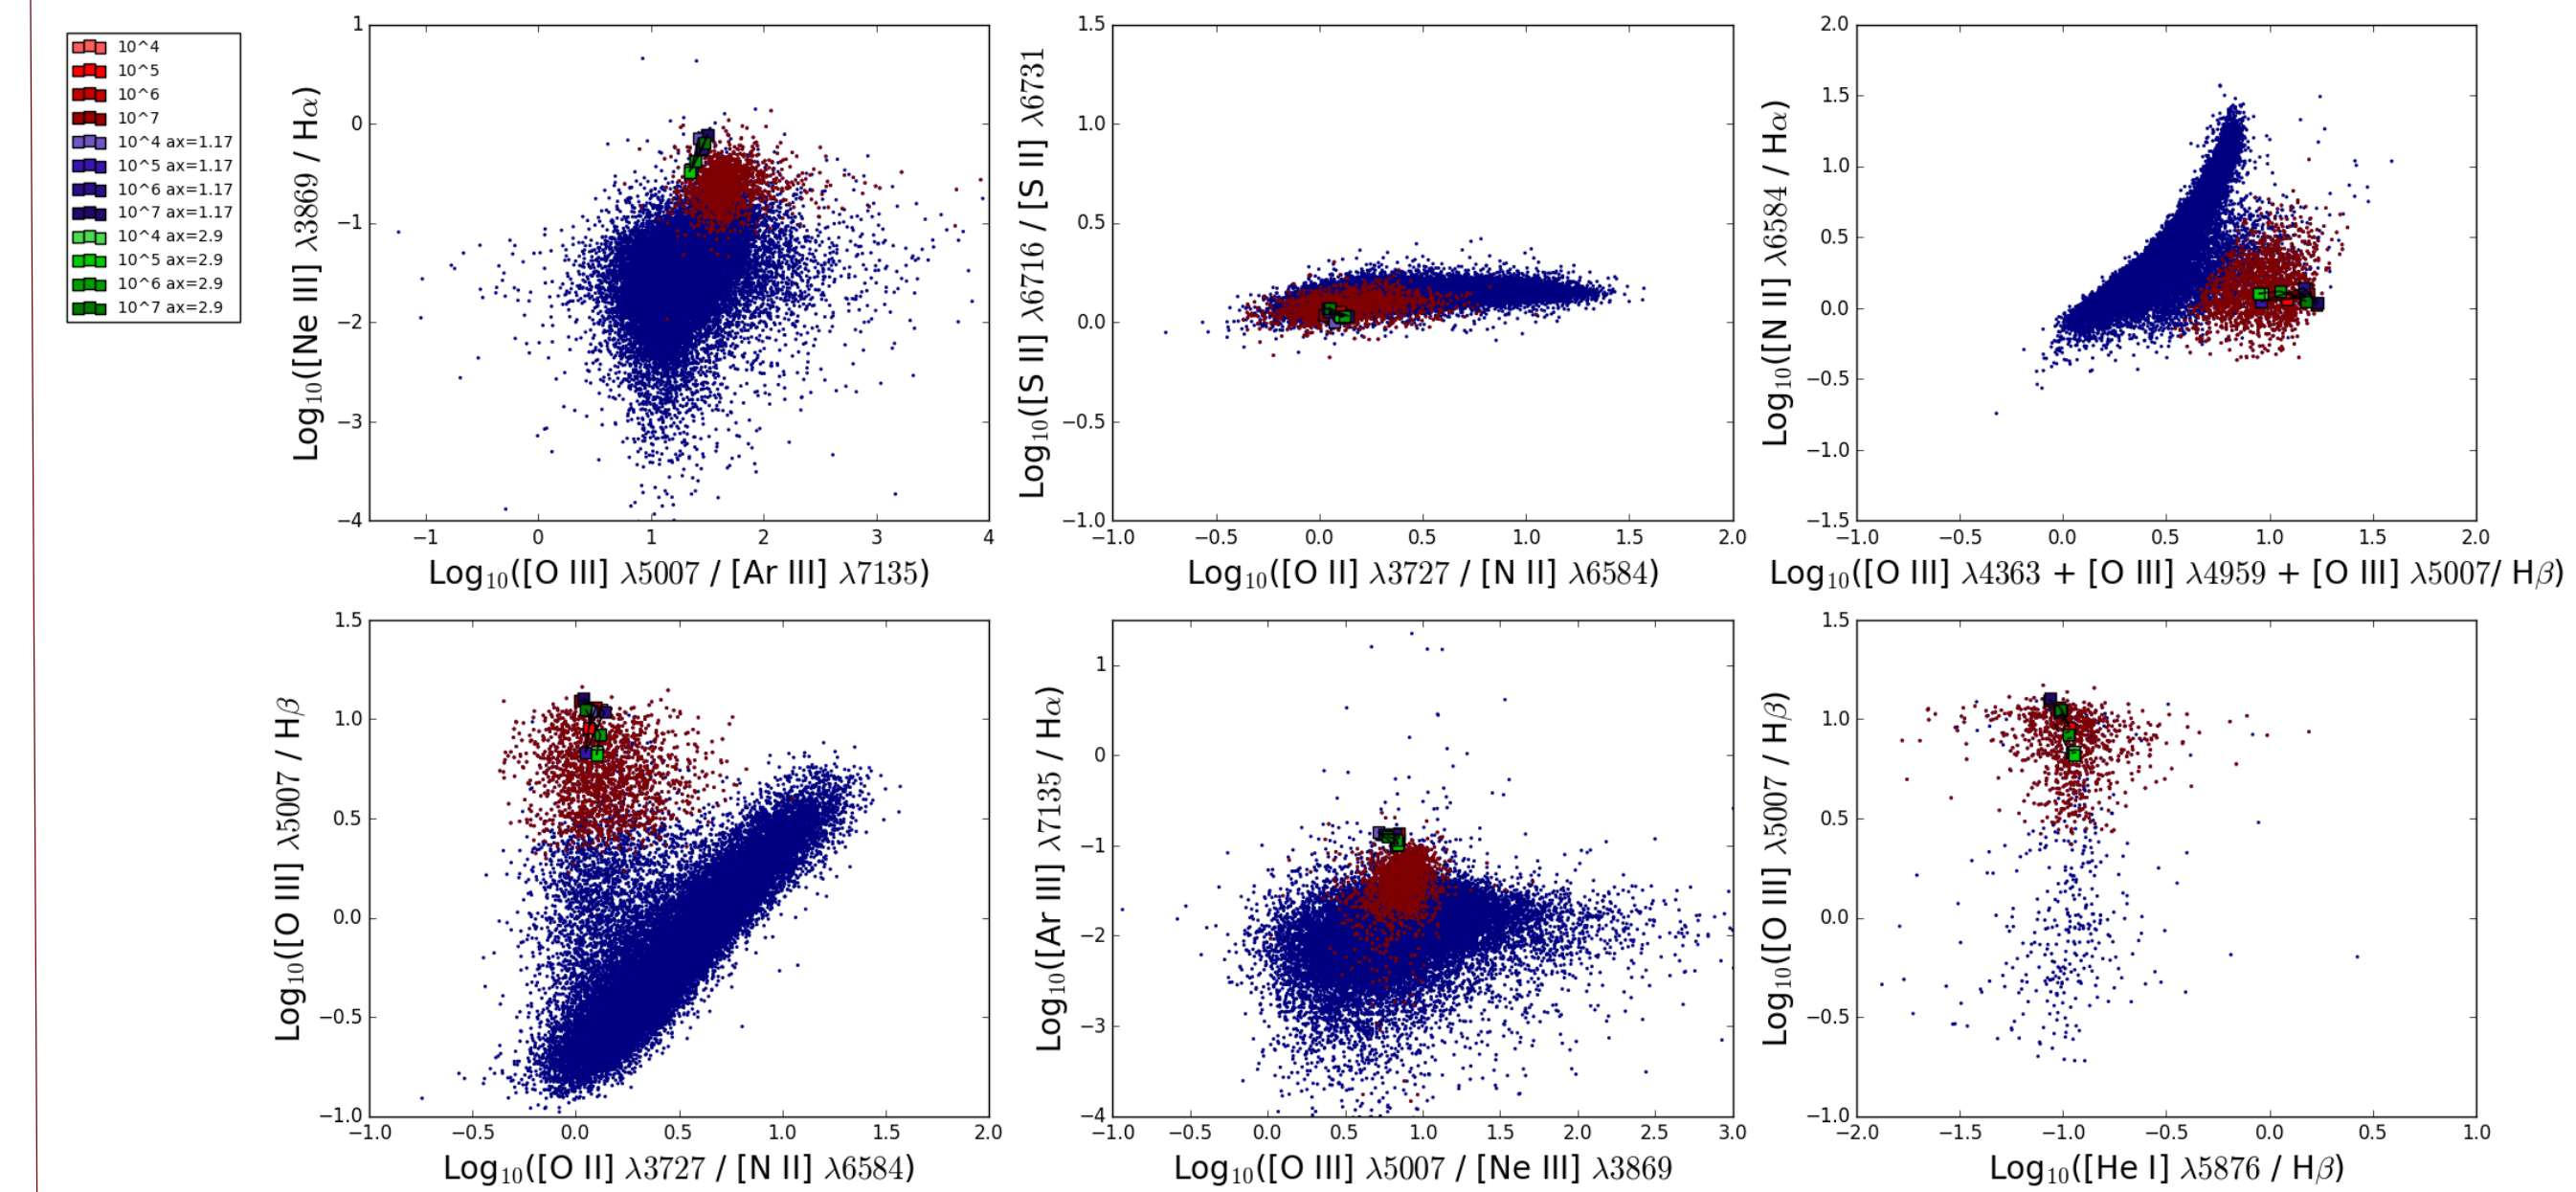 10^4
10^5
10^6
10^7
10^4 ax=1.17
10^5 ax=1.17
10^6 ax=1.17
10^7 ax=1.17
10^4 ax=2.9
10^5 ax=2.9
10^6 ax=2.9
10^7 ax=2.9
Log₁₀([Ne III] λ3869 / Hα)
1
0
−1
−2
−3
−4
−1 0 1 2 3 4
Log₁₀([O III] λ5007 / [Ar III] λ7135)
Log₁₀([S II] λ6716 / [S II] λ6731
1.5
1.0
0.5
0.0
−0.5
−1.0
−1.0 −0.5 0.0 0.5 1.0 1.5 2.0
Log₁₀([O II] λ3727 / [N II] λ6584)
Log₁₀([N II] λ6584 / Hα)
2.0
1.5
1.0
0.5
0.0
−0.5
−1.0
−1.5
−1.0 −0.5 0.0 0.5 1.0 1.5 2.0
Log₁₀([O III] λ4363 + [O III] λ4959 + [O III] λ5007/ Hβ)
Log₁₀([O III] λ5007 / Hβ
1.5
1.0
0.5
0.0
−0.5
−1.0
−1.0 −0.5 0.0 0.5 1.0 1.5 2.0
Log₁₀([O II] λ3727 / [N II] λ6584)
Log₁₀([Ar III] λ7135 / Hα)
1
0
−1
−2
−3
−4
−1.0 −0.5 0.0 0.5 1.0 1.5 2.0 2.5 3.0
Log₁₀([O III] λ5007 / [Ne III] λ3869
Log₁₀([O III] λ5007 / Hβ)
1.5
1.0
0.5
0.0
−0.5
−1.0
−2.0 −1.5 −1.0 −0.5 0.0 0.5 1.0
Log₁₀([He I] λ5876 / Hβ)